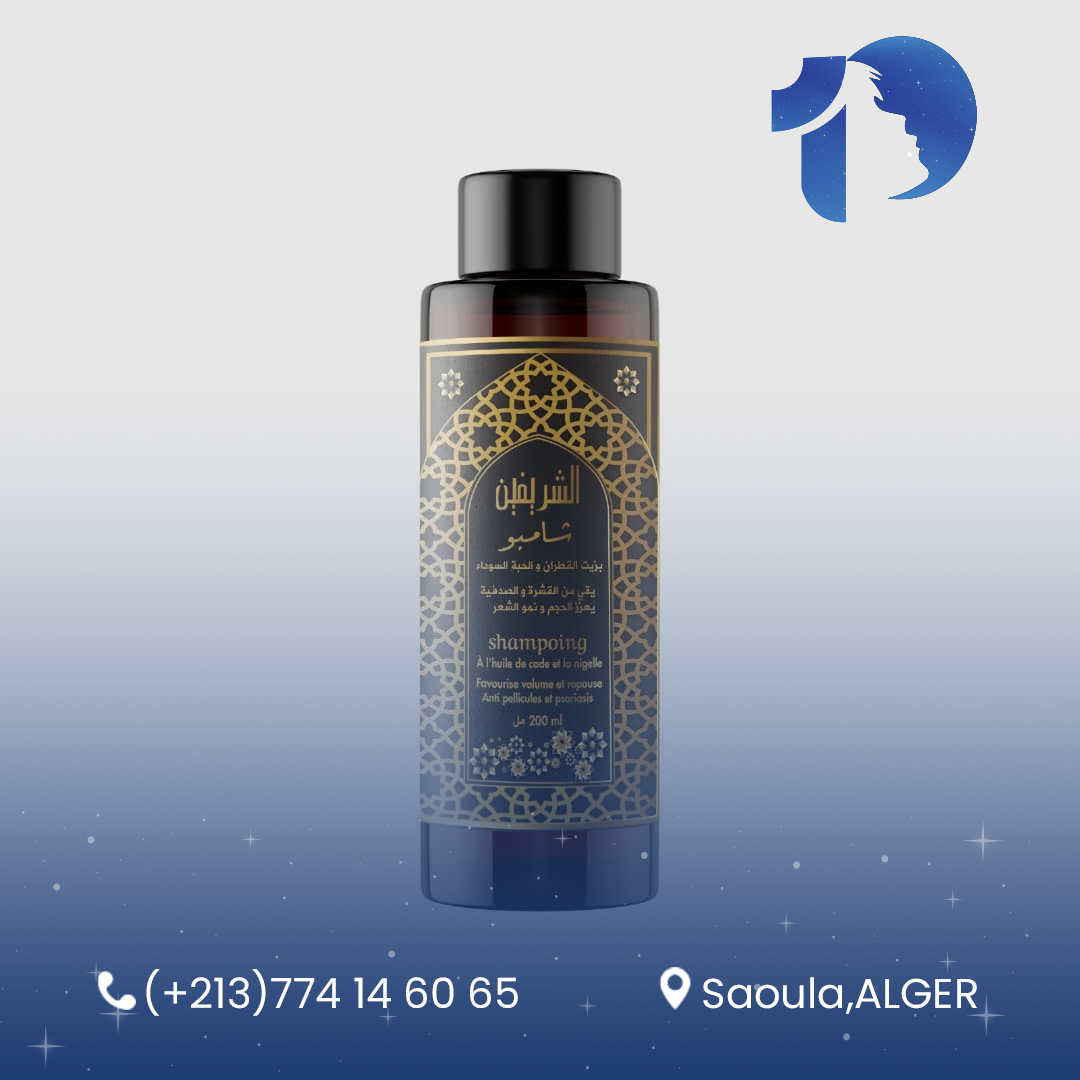 الشريفين
شامبو
بزيت القطران و الحبة السوداء
يقي من القشرة و الصدفية
يعزز الحجم و نمو الشعر
shampoing
À l'huile de cade et la nigelle
Favourise volume et repouse
Anti pellicules et psoriasis
200 ml مل
(+213)774 14 60 65
Saoula,ALGER